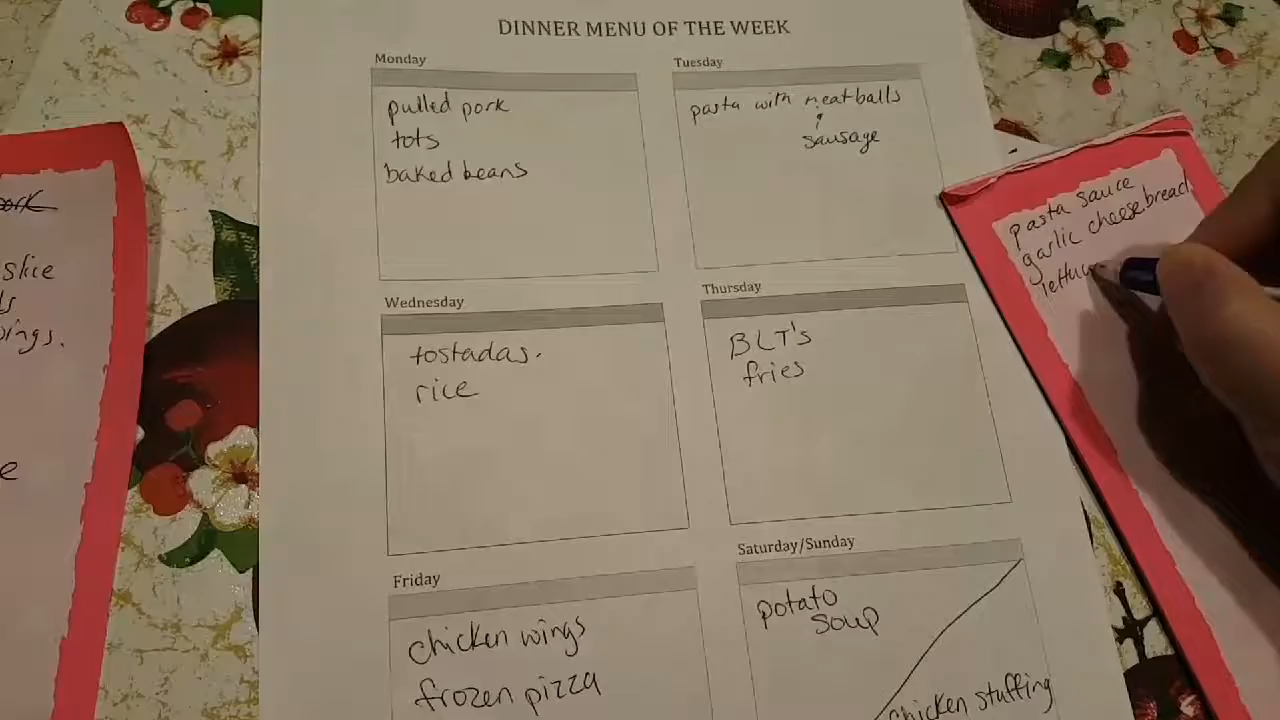 DINNER MENU OF THE WEEK
Monday
pulled pork
tots
baked beans
Tuesday
pasta with meatballs
&
sausage
Wednesday
tostadas.
rice
Thursday
BLT's
fries
Friday
chicken wings
frozen pizza
Saturday/Sunday
potato
soup
chicken stuffing
pasta sauce
garlic cheesebread
lettuc
slice